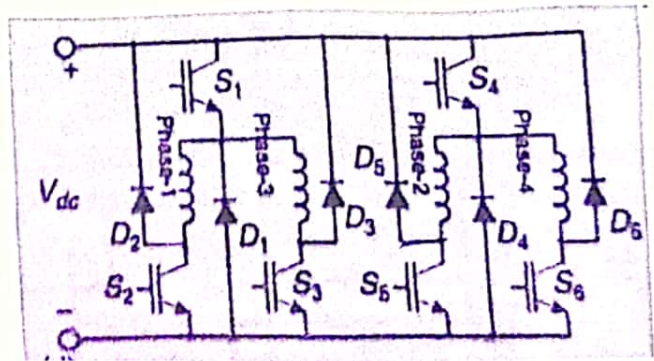 +
S1
S4
Phase-1
Phase-3
Phase-2
Phase-4
D5
Vdc
D2
D1
D3
D4
D6
S2
S3
S5
S6
−